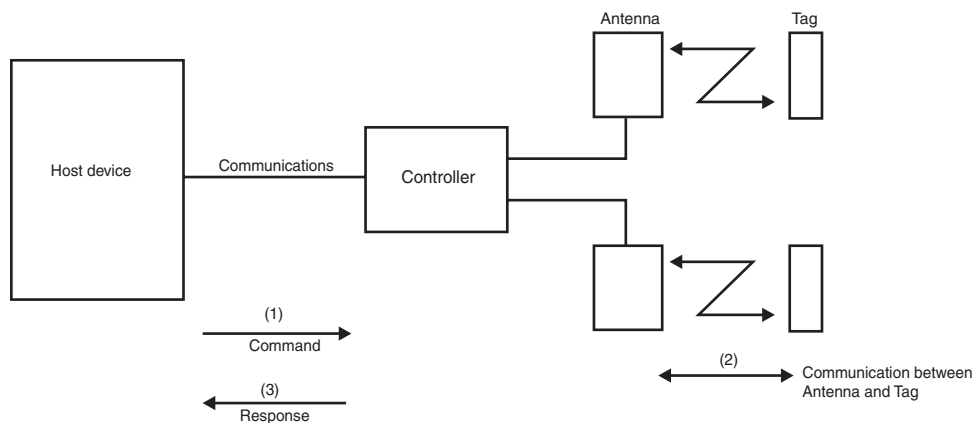 Antenna
Tag
Host device
Communications
Controller
(1)
Command
(2)
Communication between
Antenna and Tag
(3)
Response